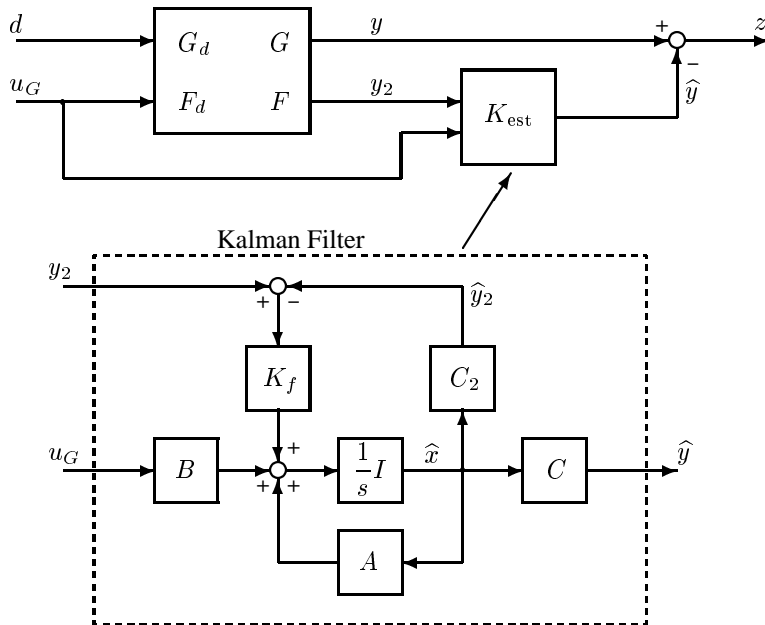 d G_d G y + z
u_G F_d F y_2 K_est − ŷ
Kalman Filter
y_2 + − ŷ_2
K_f C_2
u_G B + + + 1/s I x̂ C ŷ
A